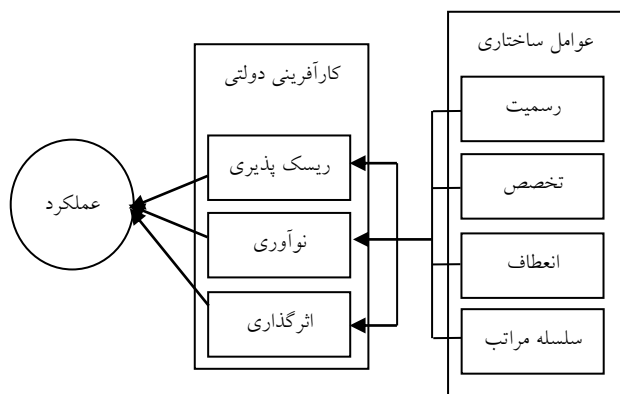 عوامل ساختاری
رسمیت
تخصص
انعطاف
سلسله مراتب
کارآفرینی دولتی
ریسک پذیری
نوآوری
اثرگذاری
عملکرد